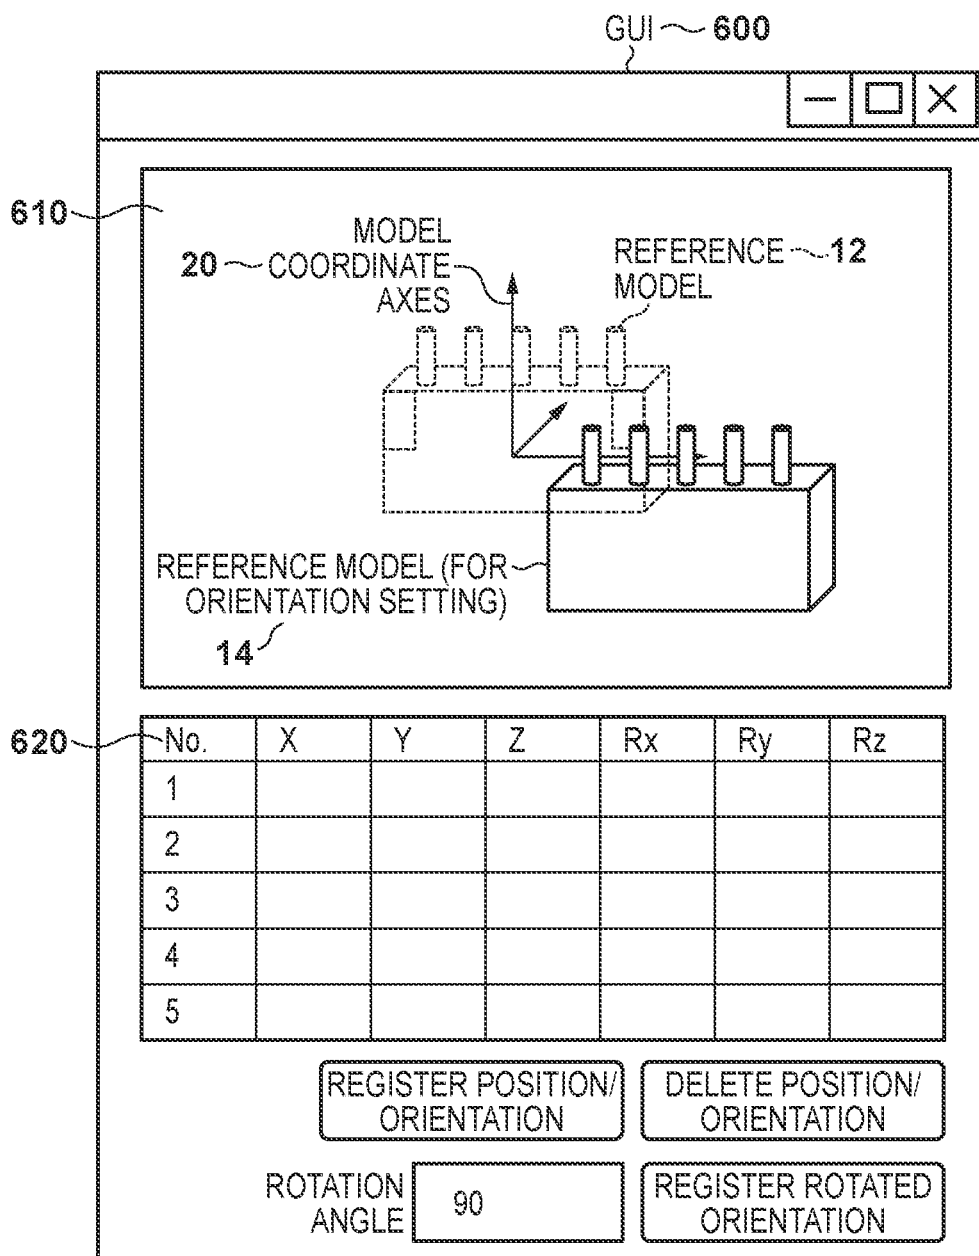 GUI 600
610
MODEL
20 COORDINATE
AXES
REFERENCE 12
MODEL
REFERENCE MODEL (FOR
ORIENTATION SETTING)
14
620
No. X Y Z Rx Ry Rz
1
2
3
4
5
REGISTER POSITION/
ORIENTATION
DELETE POSITION/
ORIENTATION
ROTATION
ANGLE
90
REGISTER ROTATED
ORIENTATION